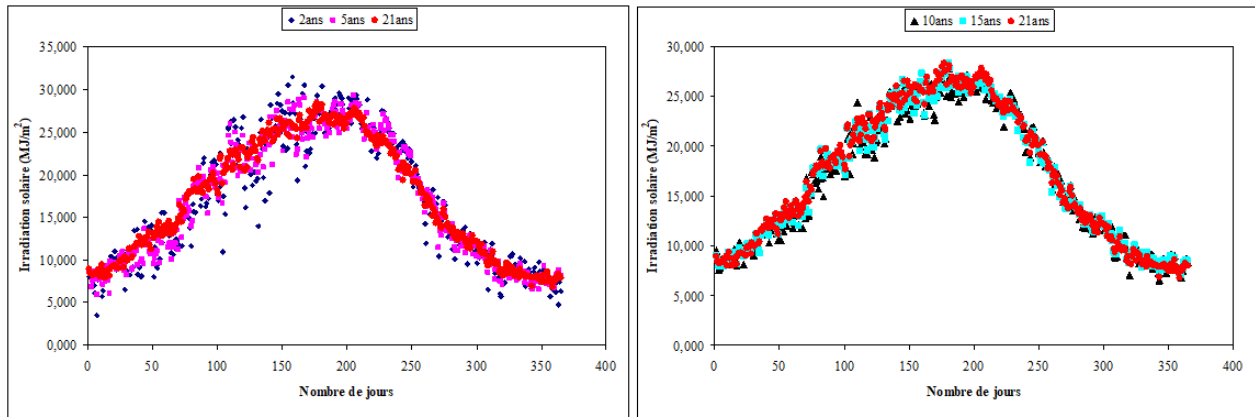 2ans 5ans 21ans
35,000
30,000
25,000
20,000
15,000
10,000
5,000
0,000
Irradiation solaire (MJ/m²)
0 50 100 150 200 250 300 350 400
Nombre de jours
10ans 15ans 21ans
30,000
25,000
20,000
15,000
10,000
5,000
0,000
Irradiation solaire (MJ/m²)
0 50 100 150 200 250 300 350 400
Nombre de jours